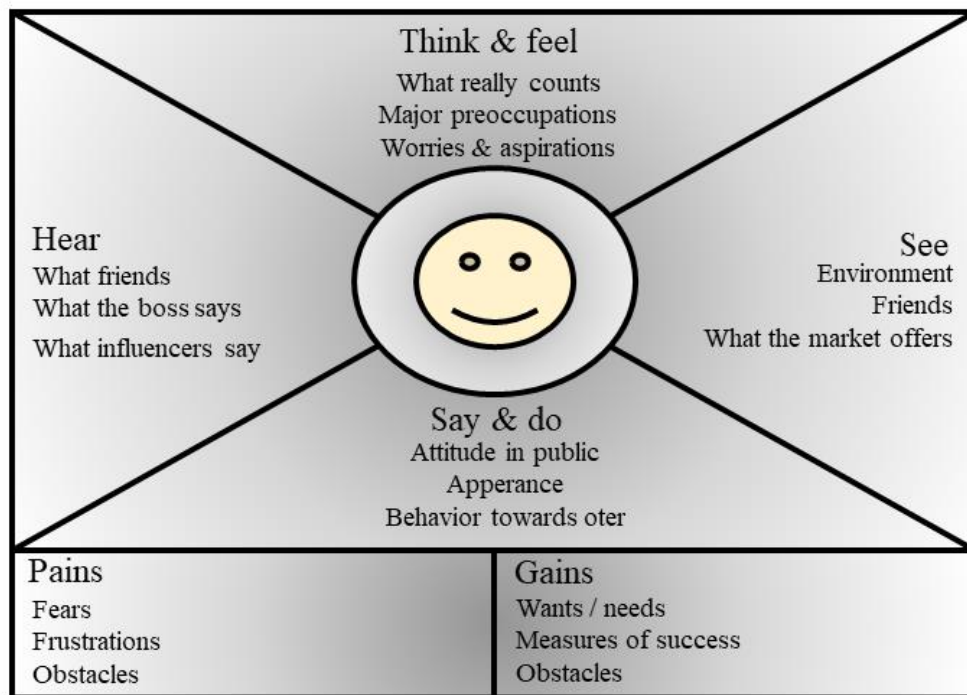 Think & feel
What really counts
Major preoccupations
Worries & aspirations
Hear
What friends
What the boss says
What influencers say
See
Environment
Friends
What the market offers
Say & do
Attitude in public
Apperance
Behavior towards oter
Pains
Fears
Frustrations
Obstacles
Gains
Wants / needs
Measures of success
Obstacles